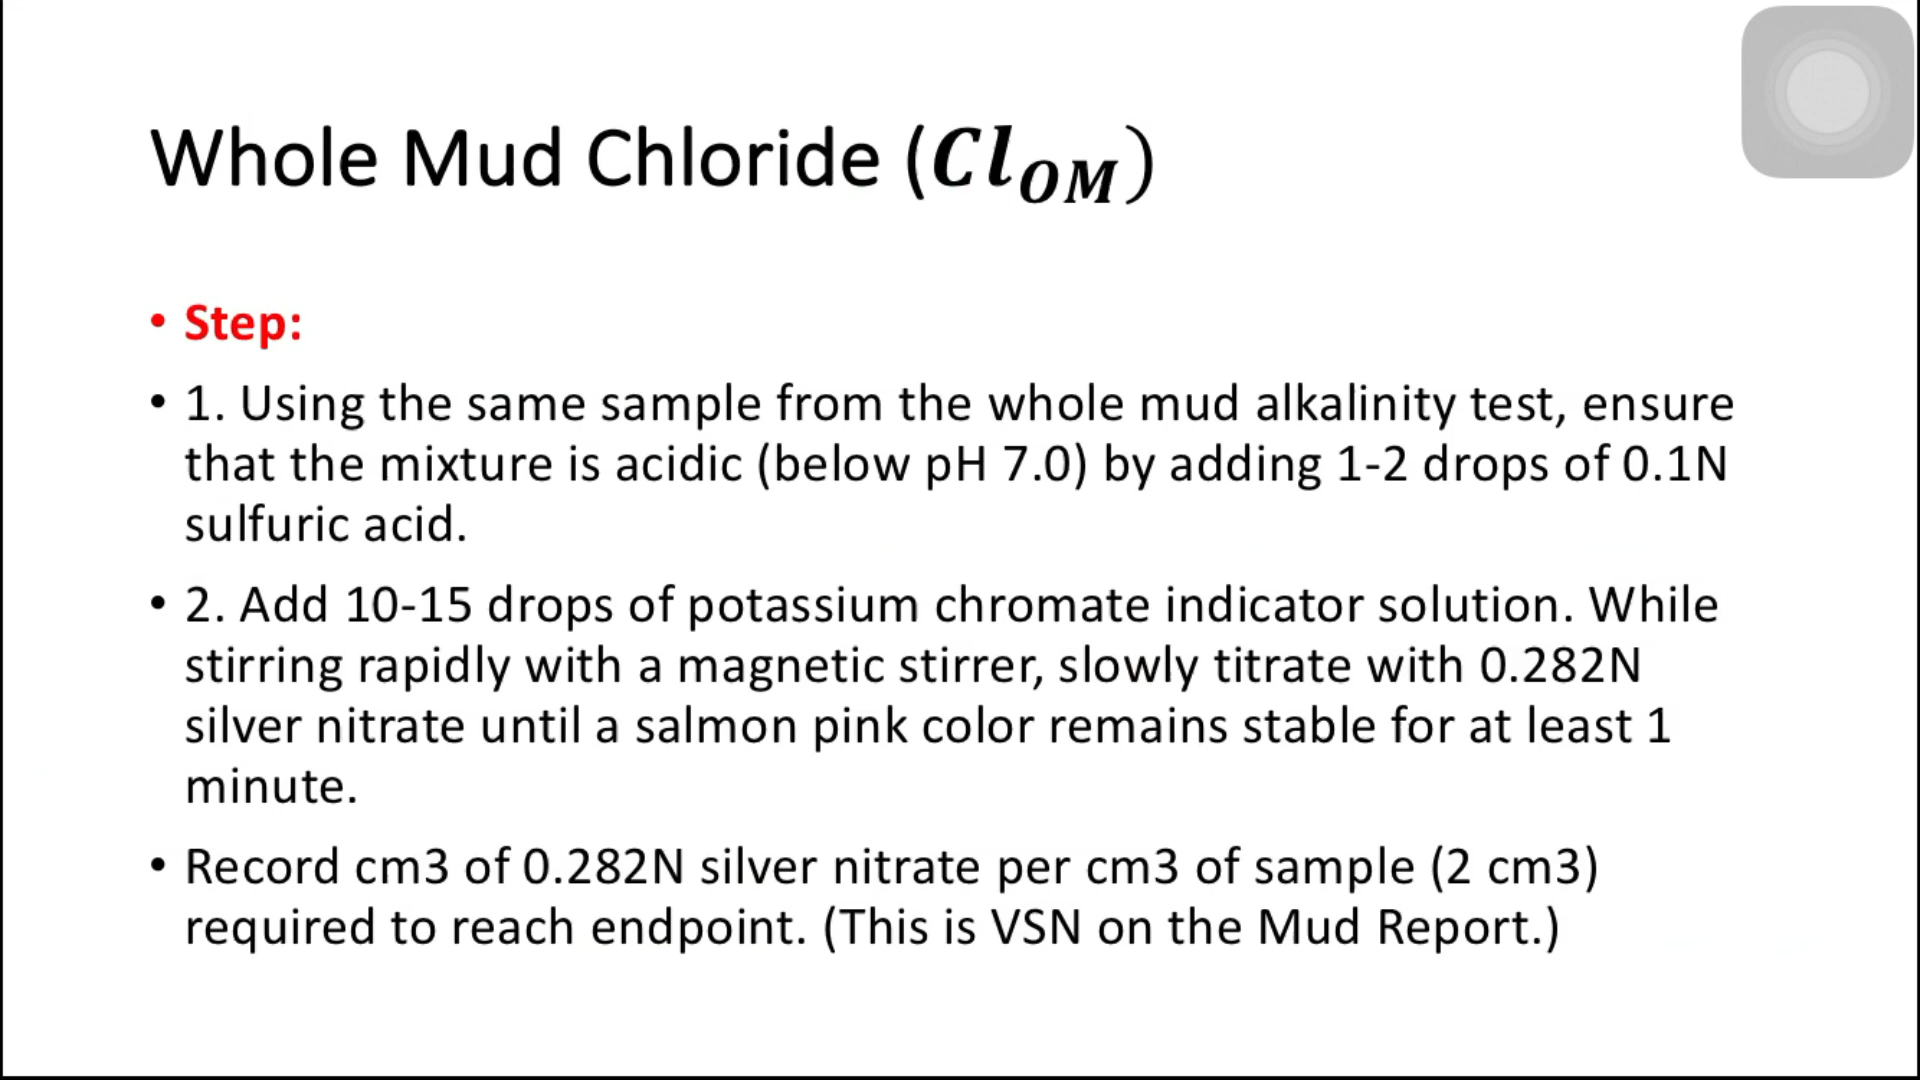 Whole Mud Chloride (Cl_OM)
• Step:
• 1. Using the same sample from the whole mud alkalinity test, ensure
that the mixture is acidic (below pH 7.0) by adding 1-2 drops of 0.1N
sulfuric acid.
• 2. Add 10-15 drops of potassium chromate indicator solution. While
stirring rapidly with a magnetic stirrer, slowly titrate with 0.282N
silver nitrate until a salmon pink color remains stable for at least 1
minute.
• Record cm3 of 0.282N silver nitrate per cm3 of sample (2 cm3)
required to reach endpoint. (This is VSN on the Mud Report.)